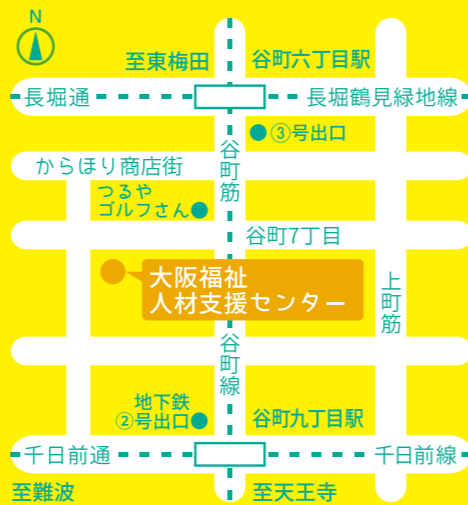 N
至東梅田
谷町六丁目駅
長堀通
長堀鶴見緑地線
③号出口
谷町筋
からほり商店街
つるや
ゴルフさん
谷町7丁目
大阪福祉
人材支援センター
上町筋
谷町線
地下鉄
②号出口
谷町九丁目駅
千日前通
千日前線
至難波
至天王寺